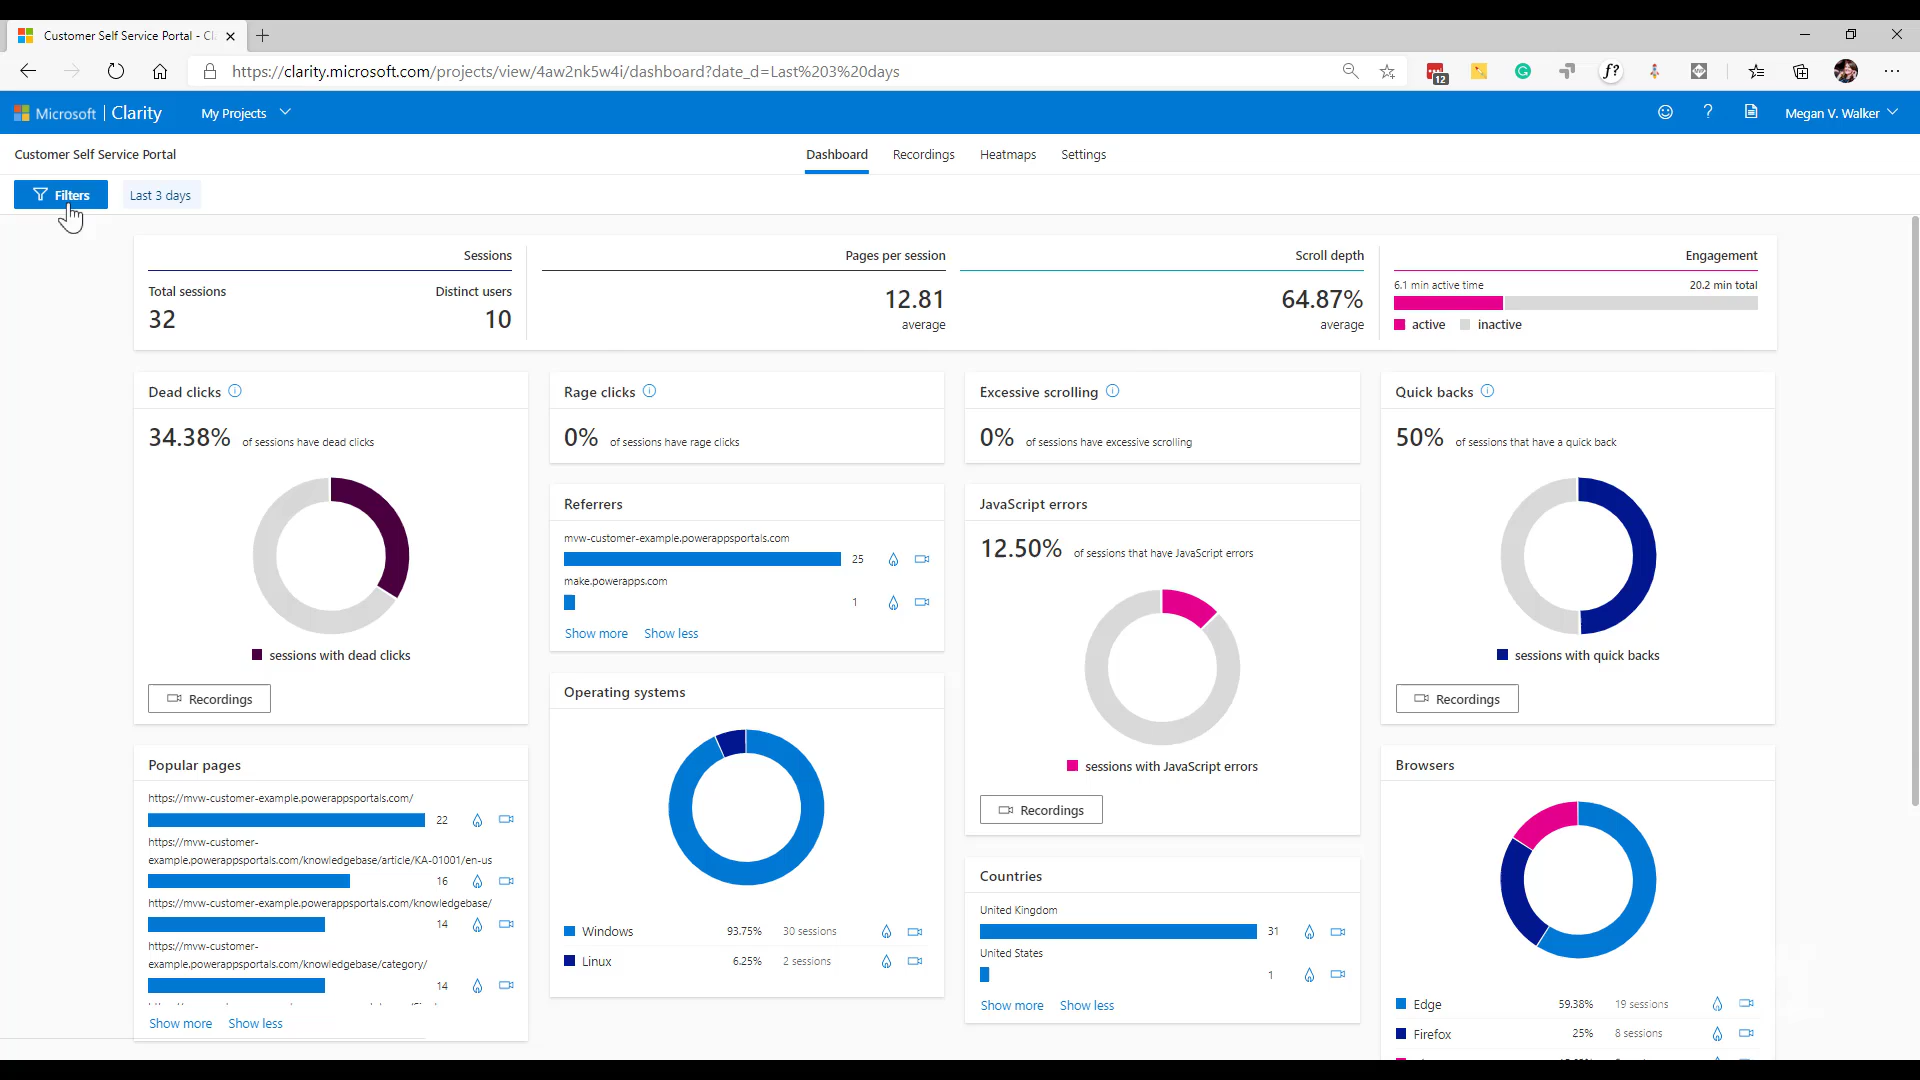 Customer Self Service Portal - Cl
https://clarity.microsoft.com/projects/view/4aw2nk5w4i/dashboard?date_d=Last%203%20days
12
f?
Microsoft | Clarity
My Projects
?
Megan V. Walker
Customer Self Service Portal
Dashboard
Recordings
Heatmaps
Settings
Filters
Last 3 days
Sessions
Total sessions
Distinct users
32
10
Pages per session
12.81
average
Scroll depth
64.87%
average
Engagement
6.1 min active time
20.2 min total
active
inactive
Dead clicks
34.38% of sessions have dead clicks
sessions with dead clicks
Recordings
Popular pages
https://mvw-customer-example.powerappsportals.com/
22
https://mvw-customer-
example.powerappsportals.com/knowledgebase/article/KA-01001/en-us
16
https://mvw-customer-example.powerappsportals.com/knowledgebase/
14
https://mvw-customer-
example.powerappsportals.com/knowledgebase/category/
14
Show more
Show less
Rage clicks
0% of sessions have rage clicks
Referrers
mvw-customer-example.powerappsportals.com
25
make.powerapps.com
1
Show more
Show less
Operating systems
Windows 93.75% 30 sessions
Linux 6.25% 2 sessions
Excessive scrolling
0% of sessions have excessive scrolling
JavaScript errors
12.50% of sessions that have JavaScript errors
sessions with JavaScript errors
Recordings
Countries
United Kingdom
31
United States
1
Show more
Show less
Quick backs
50% of sessions that have a quick back
sessions with quick backs
Recordings
Browsers
Edge 59.38% 19 sessions
Firefox 25% 8 sessions